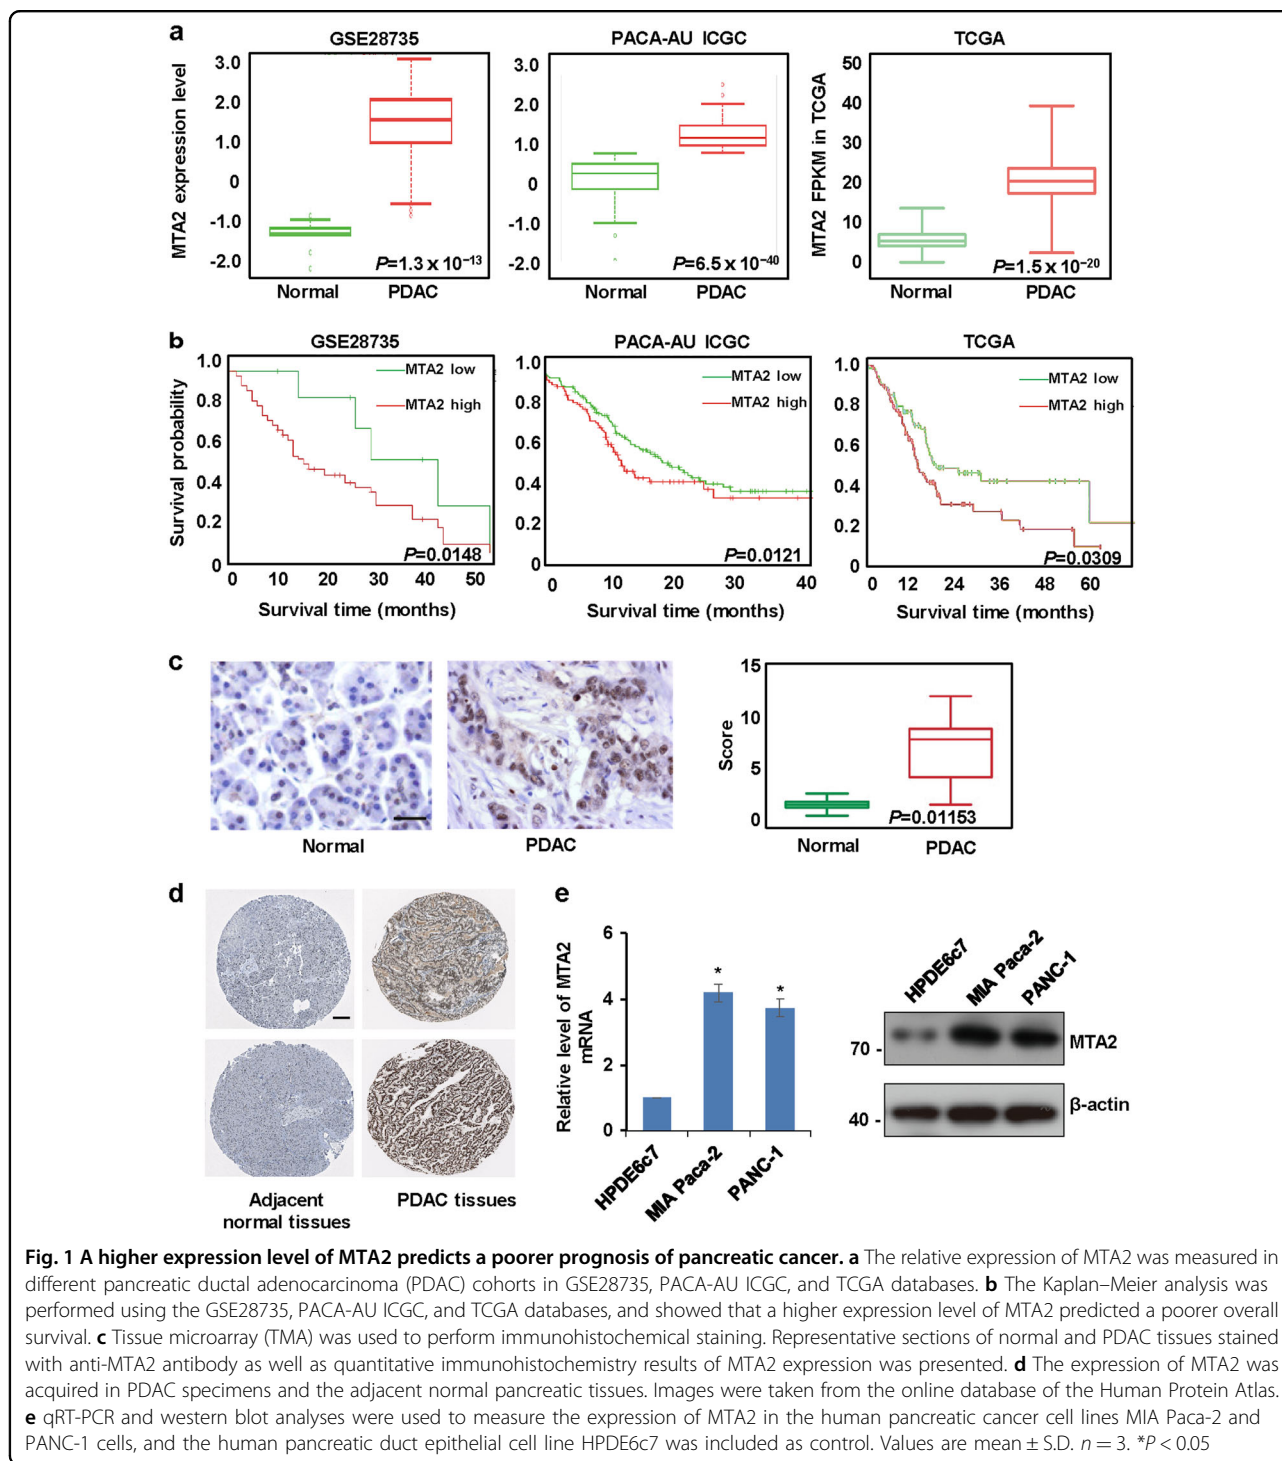 a
GSE28735
PACA-AU ICGC
TCGA
MTA2 expression level
3.0
2.0
1.0
0
-1.0
-2.0
P=1.3 x 10⁻¹³
Normal
PDAC
3.0
2.0
1.0
0
-1.0
-2.0
P=6.5 x 10⁻⁴⁰
Normal
PDAC
MTA2 FPKM in TCGA
50
40
30
20
10
0
P=1.5 x 10⁻²⁰
Normal
PDAC
b
GSE28735
PACA-AU ICGC
TCGA
Survival probability
1.0
0.8
0.6
0.4
0.2
0
MTA2 low
MTA2 high
P=0.0148
0 10 20 30 40 50
Survival time (months)
1.0
0.8
0.6
0.4
0.2
0
MTA2 low
MTA2 high
P=0.0121
0 10 20 30 40
Survival time (months)
1.0
0.8
0.6
0.4
0.2
0
MTA2 low
MTA2 high
P=0.0309
0 12 24 36 48 60
Survival time (months)
c
Normal
PDAC
Score
15
10
5
0
P=0.01153
Normal
PDAC
d
Adjacent
normal tissues
PDAC tissues
e
Relative level of MTA2
mRNA
6
4
2
0
*
*
HPDE6c7
MIA Paca-2
PANC-1
HPDE6c7
MIA Paca-2
PANC-1
70 -
MTA2
40 -
β-actin
Fig. 1 A higher expression level of MTA2 predicts a poorer prognosis of pancreatic cancer. a The relative expression of MTA2 was measured in
different pancreatic ductal adenocarcinoma (PDAC) cohorts in GSE28735, PACA-AU ICGC, and TCGA databases. b The Kaplan–Meier analysis was
performed using the GSE28735, PACA-AU ICGC, and TCGA databases, and showed that a higher expression level of MTA2 predicted a poorer overall
survival. c Tissue microarray (TMA) was used to perform immunohistochemical staining. Representative sections of normal and PDAC tissues stained
with anti-MTA2 antibody as well as quantitative immunohistochemistry results of MTA2 expression was presented. d The expression of MTA2 was
acquired in PDAC specimens and the adjacent normal pancreatic tissues. Images were taken from the online database of the Human Protein Atlas.
e qRT-PCR and western blot analyses were used to measure the expression of MTA2 in the human pancreatic cancer cell lines MIA Paca-2 and
PANC-1 cells, and the human pancreatic duct epithelial cell line HPDE6c7 was included as control. Values are mean ± S.D. n = 3. *P < 0.05